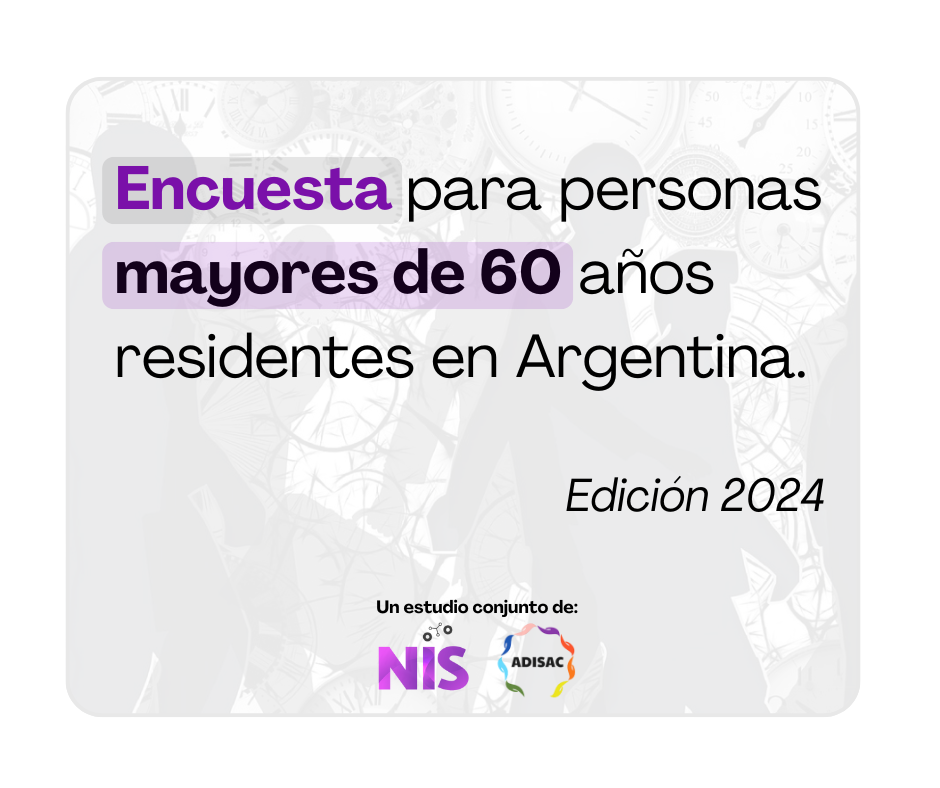 Encuesta para personas
mayores de 60 años
residentes en Argentina.
Edición 2024
Un estudio conjunto de:
NIS
ADISAC